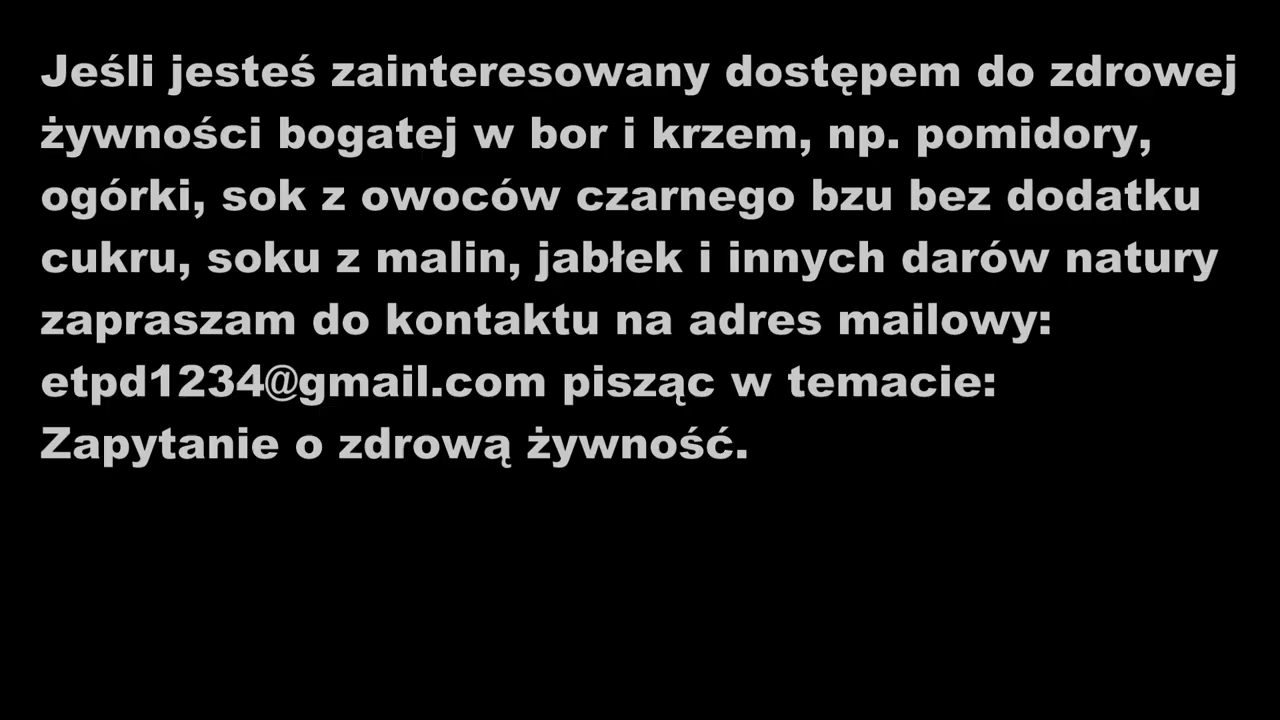 Jeśli jesteś zainteresowany dostępem do zdrowej
żywności bogatej w bor i krzem, np. pomidory,
ogórki, sok z owoców czarnego bzu bez dodatku
cukru, soku z malin, jabłek i innych darów natury
zapraszam do kontaktu na adres mailowy:
etpd1234@gmail.com pisząc w temacie:
Zapytanie o zdrową żywność.